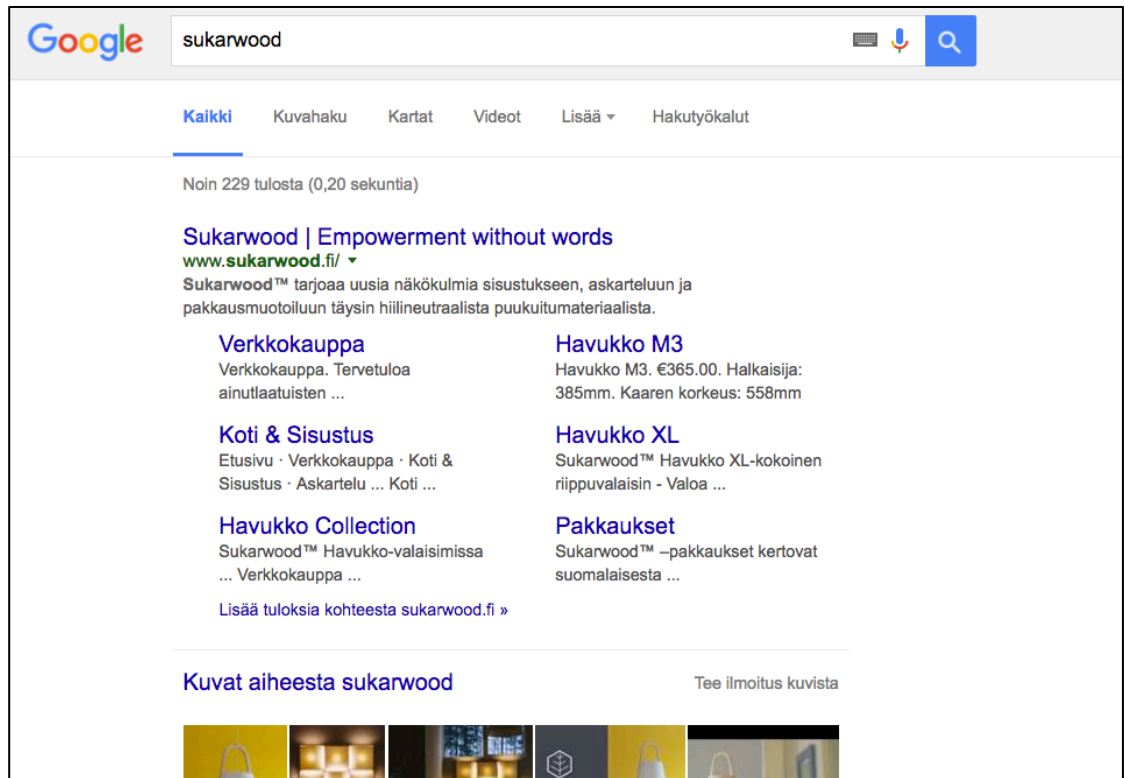 Google sukarwood
Kaikki Kuvahaku Kartat Videot Lisää Hakutyökalut
Noin 229 tulosta (0,20 sekuntia)
Sukarwood | Empowerment without words
www.sukarwood.fi/
Sukarwood™ tarjoaa uusia näkökulmia sisustukseen, askarteluun ja
pakkausmuotoiluun täysin hiilineutraalista puukuitumateriaalista.
Verkkokauppa
Verkkokauppa. Tervetuloa
ainutlaatuisten ...
Havukko M3
Havukko M3. €365.00. Halkaisija:
385mm. Kaaren korkeus: 558mm
Koti & Sisustus
Etusivu · Verkkokauppa · Koti &
Sisustus · Askartelu ... Koti ...
Havukko XL
Sukarwood™ Havukko XL-kokoinen
riippuvalaisin - Valoa ...
Havukko Collection
Sukarwood™ Havukko-valaisimissa
... Verkkokauppa ...
Pakkaukset
Sukarwood™ –pakkaukset kertovat
suomalaisesta ...
Lisää tuloksia kohteesta sukarwood.fi »
Kuvat aiheesta sukarwood
Tee ilmoitus kuvista